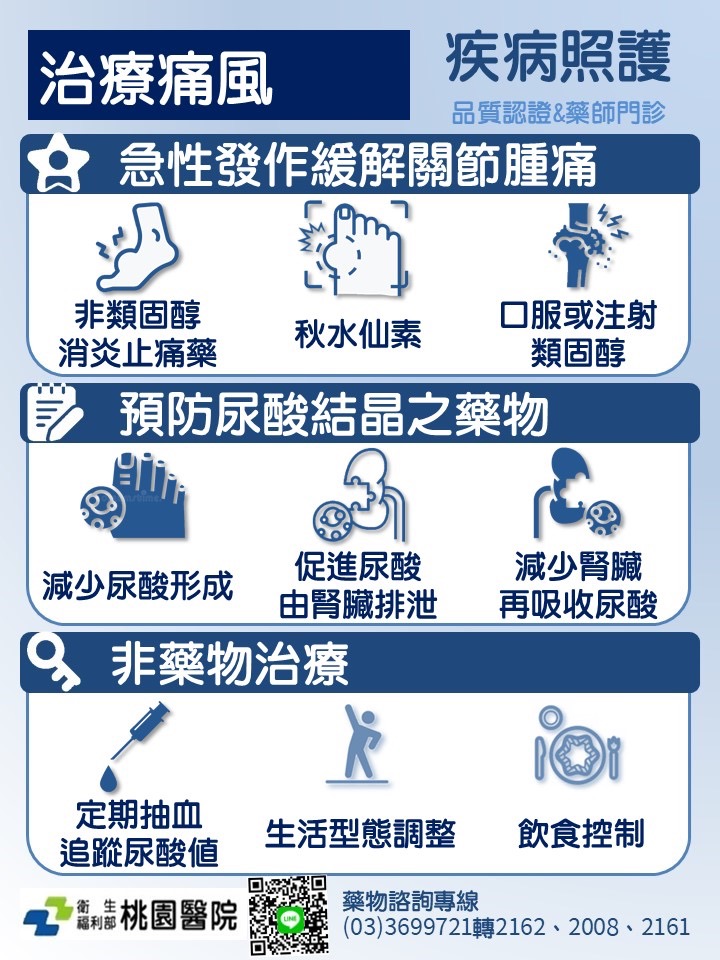 治療痛風
疾病照護
品質認證&藥師門診
急性發作緩解關節腫痛
非類固醇
消炎止痛藥
秋水仙素
口服或注射
類固醇
預防尿酸結晶之藥物
減少尿酸形成
促進尿酸
由腎臟排泄
減少腎臟
再吸收尿酸
非藥物治療
定期抽血
追蹤尿酸值
生活型態調整
飲食控制
衛生
福利部
桃園醫院
LINE
藥物諮詢專線
(03)3699721轉2162、2008、2161